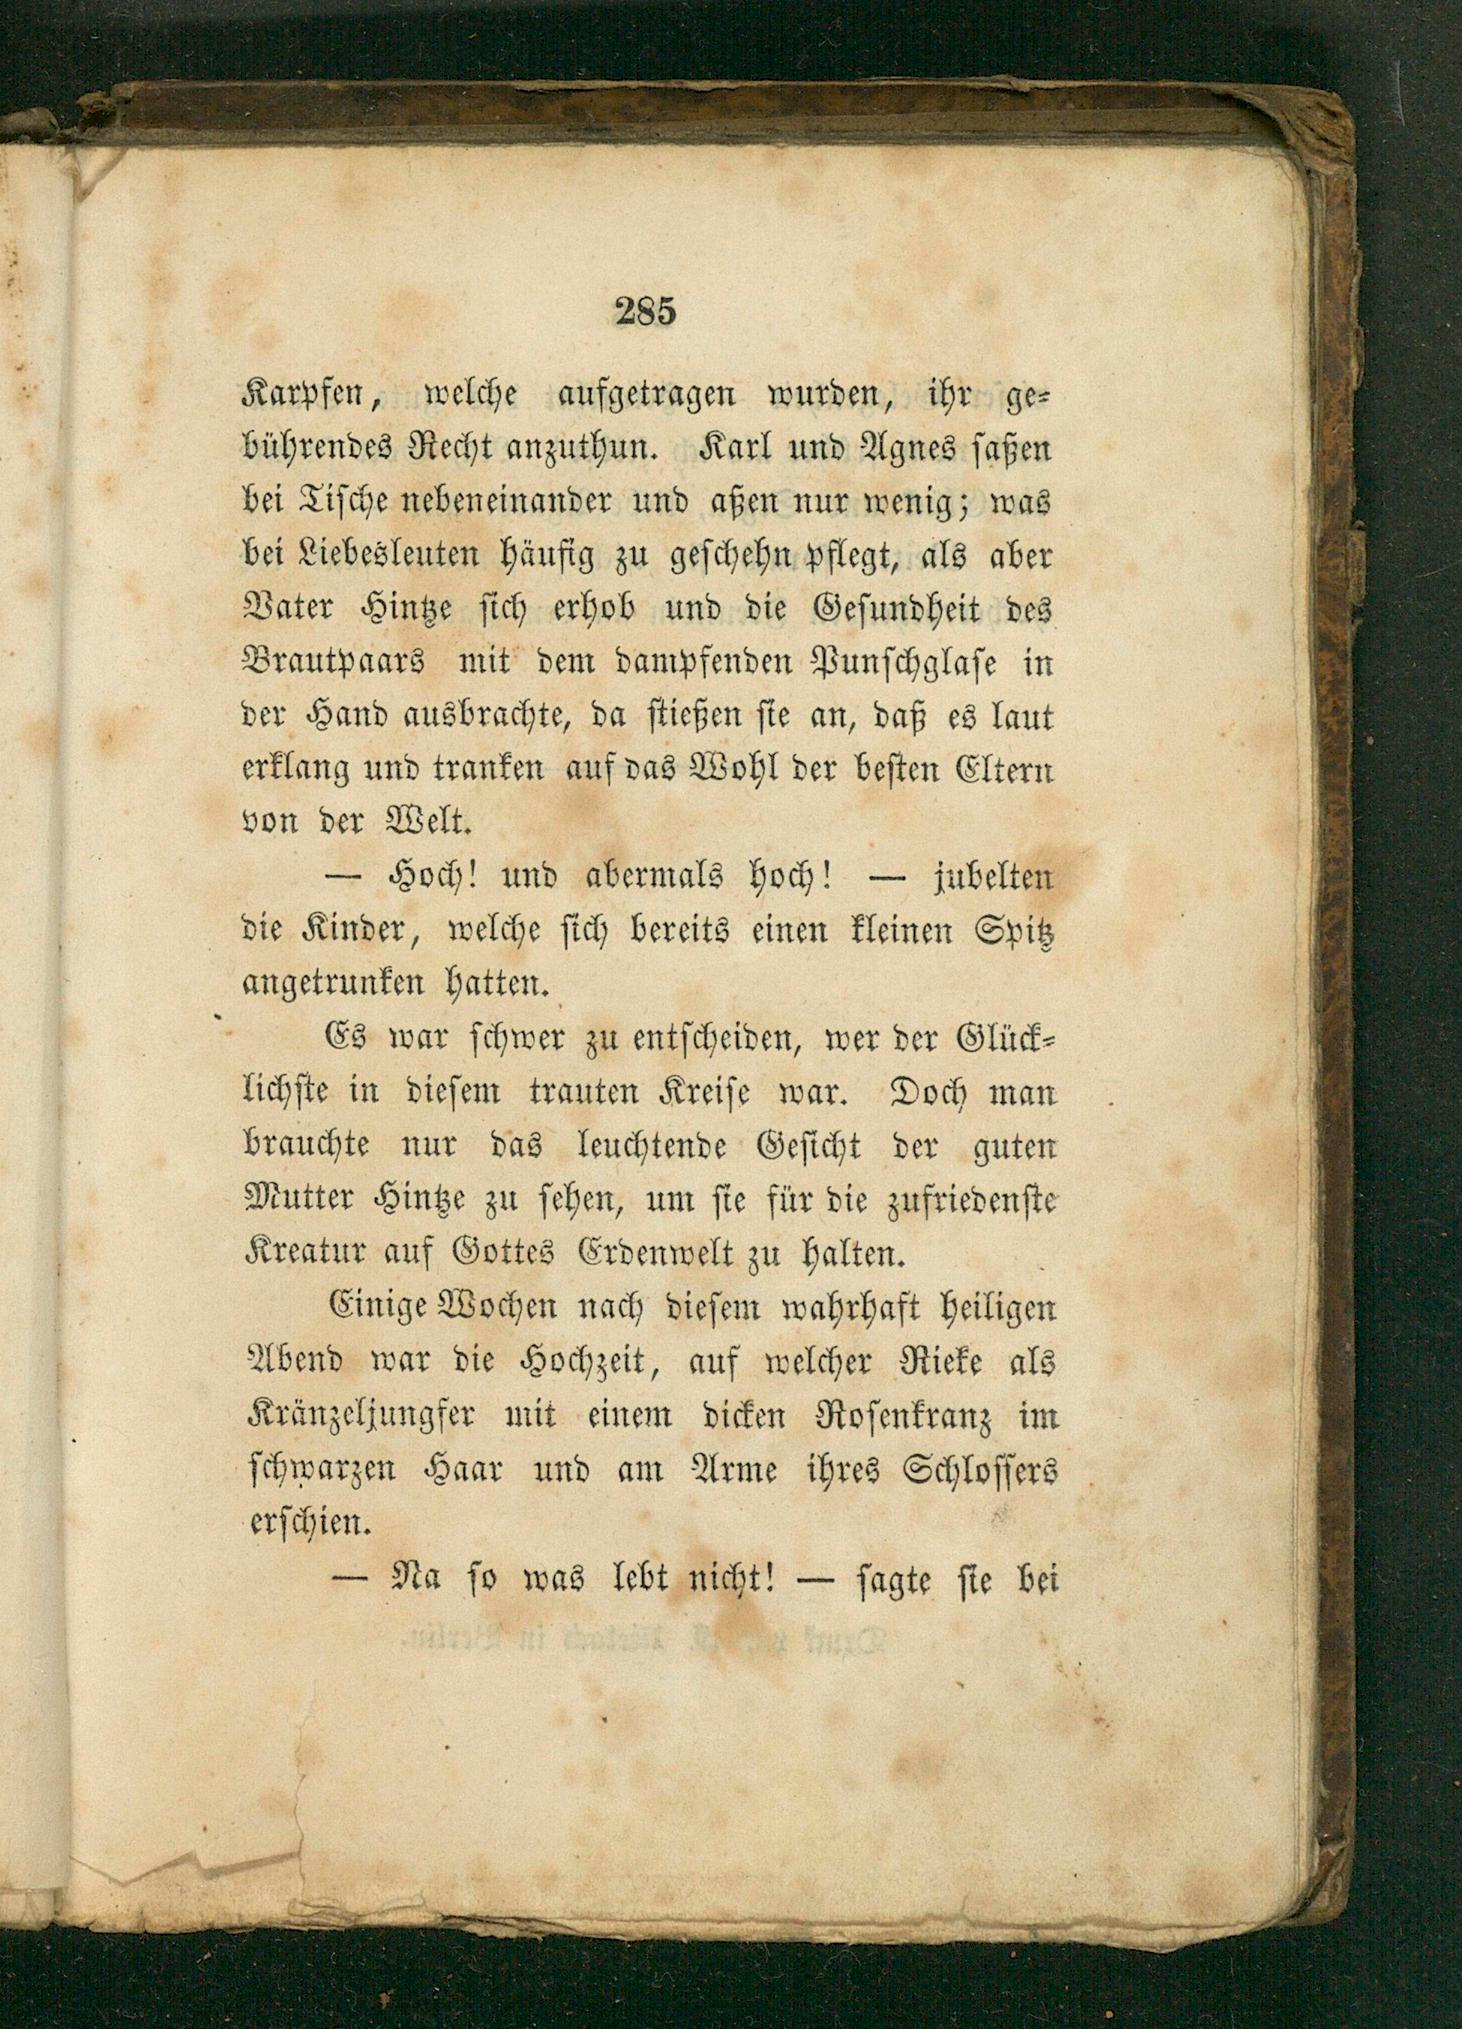 285
Karpfen, welche aufgetragen wurden, ihr ge-
bührendes Recht anzuthun. Karl und Agnes saßen
bei Tische nebeneinander und aßen nur wenig; was
bei Liebesleuten häufig zu geschehn pflegt, als aber
Vater Hintze sich erhob und die Gesundheit des
Brautpaars mit dem dampfenden Punschglase in
der Hand ausbrachte, da stießen sie an, daß es laut
erklang und tranken auf das Wohl der besten Eltern
von der Welt.
— Hoch! und abermals hoch! — jubelten
die Kinder, welche sich bereits einen kleinen Spitz
angetrunken hatten.
Es war schwer zu entscheiden, wer der Glück-
lichste in diesem trauten Kreise war. Doch man
brauchte nur das leuchtende Gesicht der guten
Mutter Hintze zu sehen, um sie für die zufriedenste
Kreatur auf Gottes Erdenwelt zu halten.
Einige Wochen nach diesem wahrhaft heiligen
Abend war die Hochzeit, auf welcher Rieke als
Kränzeljungfer mit einem dicken Rosenkranz im
schwarzen Haar und am Arme ihres Schlossers
erschien.
— Na so was lebt nicht! — sagte sie bei